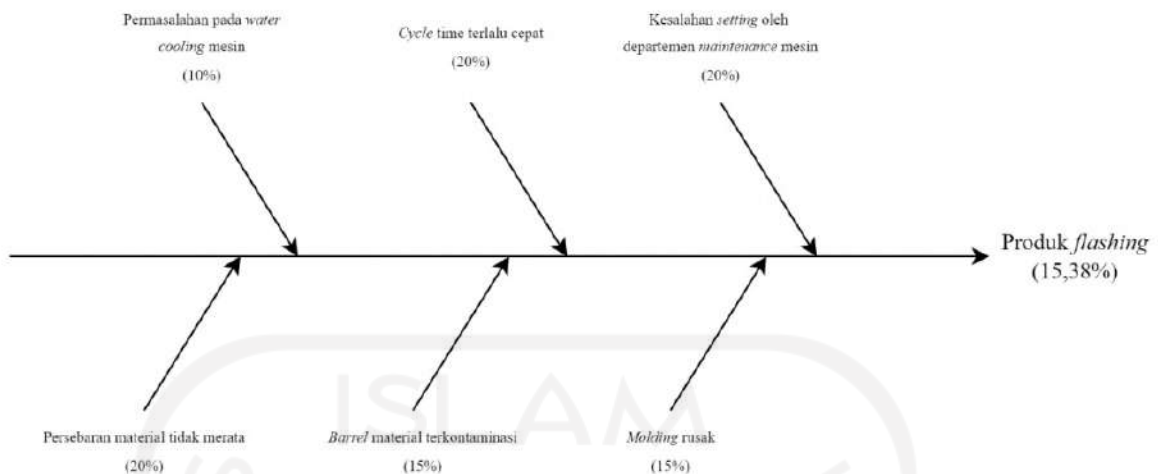 Permasalahan pada water
cooling mesin
(10%)
Cycle time terlalu cepat
(20%)
Kesalahan setting oleh
departemen maintenance mesin
(20%)
Produk flashing
(15,38%)
Persebaran material tidak merata
(20%)
Barrel material terkontaminasi
(15%)
Molding rusak
(15%)
ISLAM